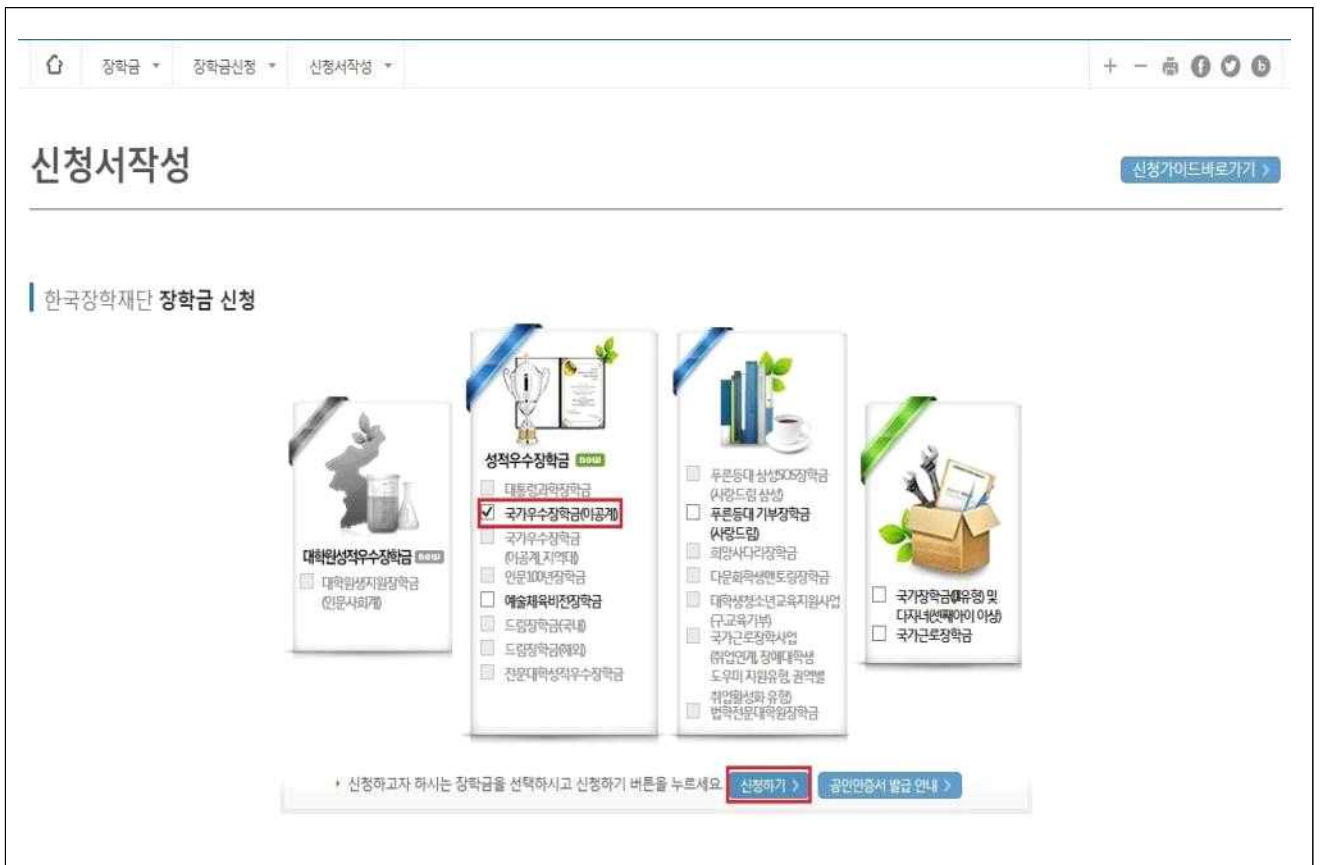 장학금 장학금신청 신청서작성
신청서작성
신청가이드바로가기
한국장학재단 장학금 신청
대학원성적우수장학금 new
대학원생지원장학금
(인문사회계)
성적우수장학금 new
대통령과학장학금
국가우수장학금(이공계)
국가우수장학금
(이공계,지역대)
인문100년장학금
예술체육비전장학금
드림장학금(국내)
드림장학금(해외)
전문대학성적우수장학금
푸른등대 삼성SOS장학금
(사랑드림 삼성)
푸른등대 기부장학금
(사랑드림)
희망사다리장학금
다문화학생멘토링장학금
대학생청소년교육지원사업
(구.교육기부)
국가근로장학사업
(취업연계, 장애대학생
도우미 지원유형, 권역별
취업활성화 유형)
법학전문대학원장학금
및
다자녀(셋째아이 이상)
국가근로장학금
신청하고자 하시는 장학금을 선택하시고 신청하기 버튼을 누르세요
신청하기
공인인증서 발급 안내